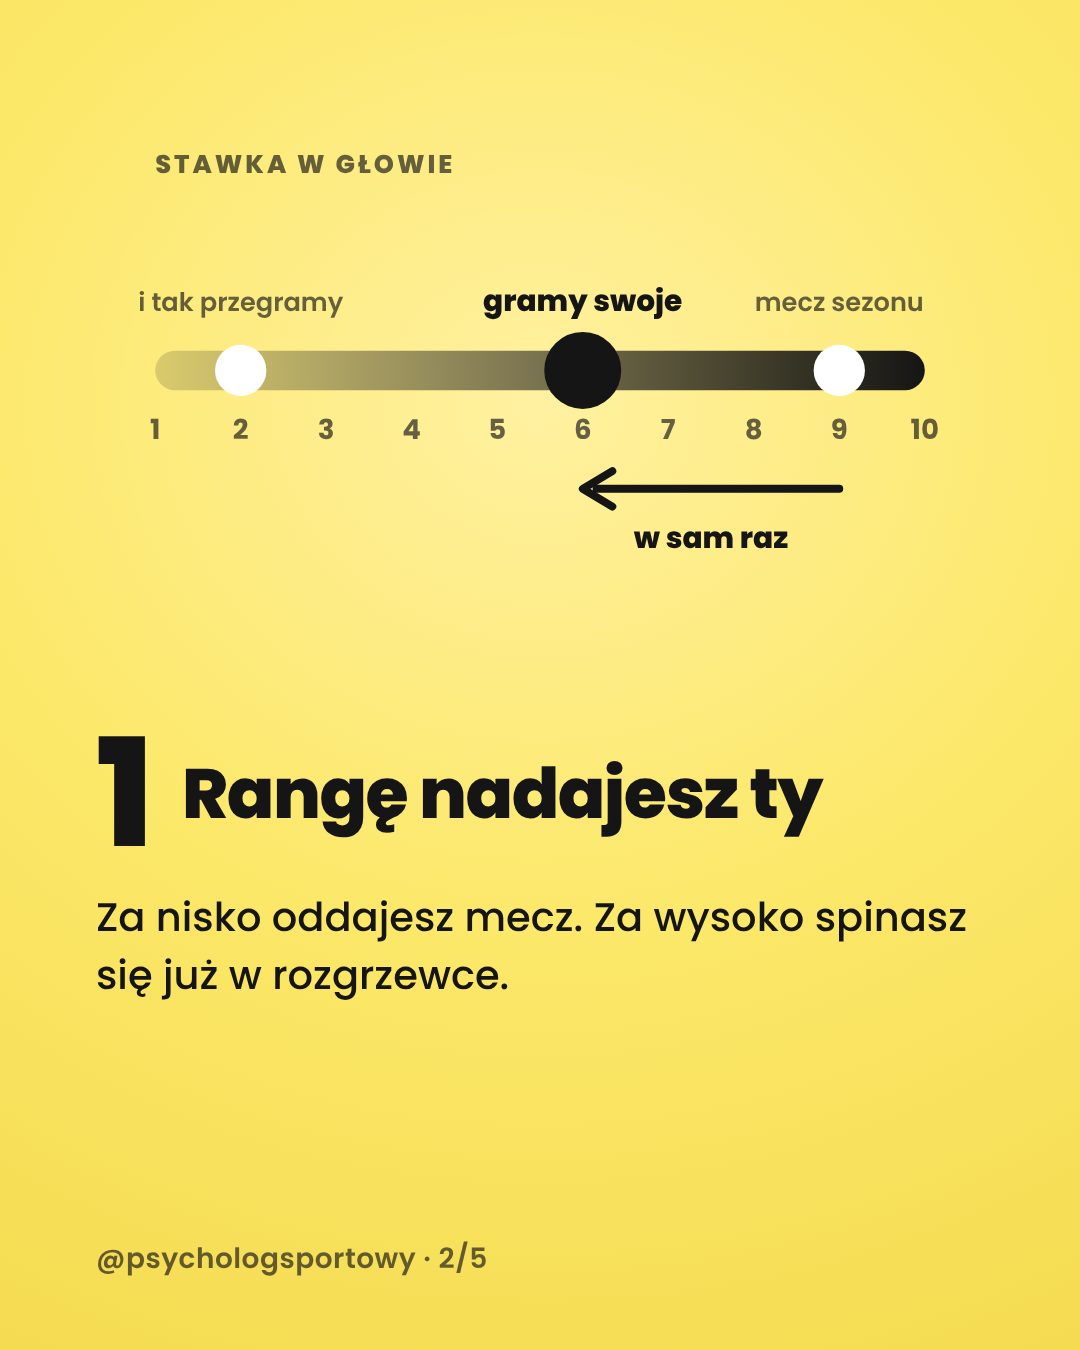 STAWKA W GŁOWIE
i tak przegramy gramy swoje mecz sezonu
1 2 3 4 5 6 7 8 9 10
w sam raz
1 Rangę nadajesz ty
Za nisko oddajesz mecz. Za wysoko spinasz
się już w rozgrzewce.
@psychologsportowy · 2/5